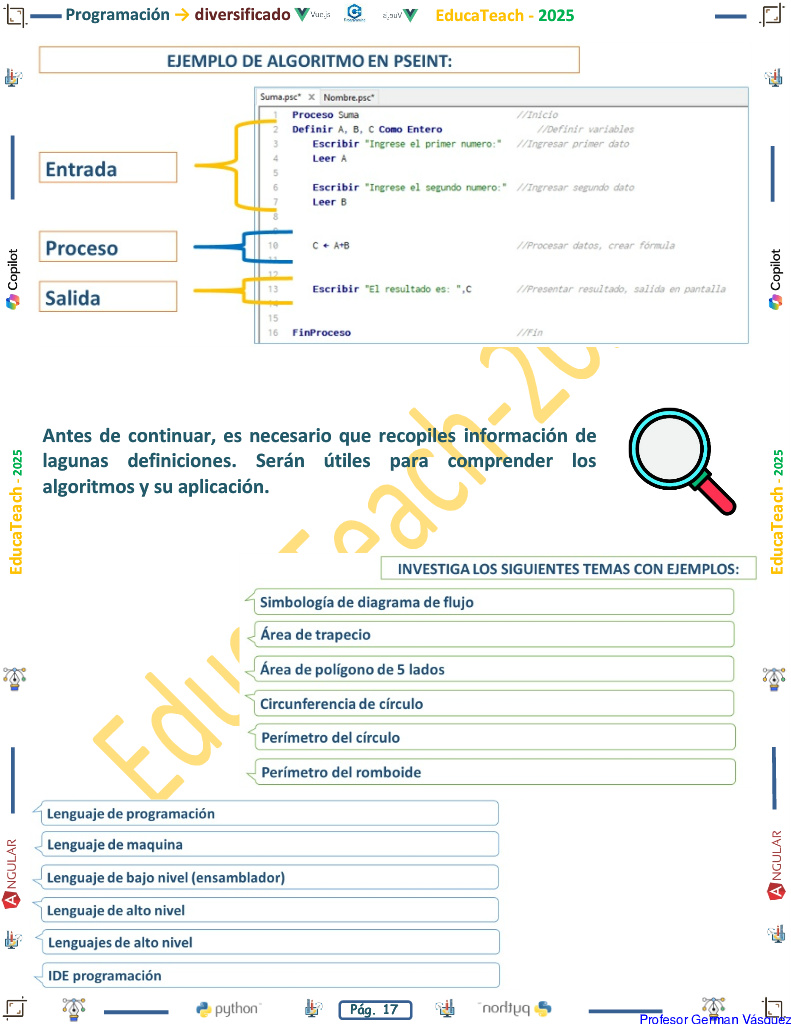 Programación → diversificado Vue.js EducaTeach - 2025
EJEMPLO DE ALGORITMO EN PSEINT:
Suma.psc* X Nombre.psc*
1 Proceso Suma //Inicio
2 Definir A, B, C Como Entero //Definir variables
3 Escribir "Ingrese el primer numero:" //Ingresar primer dato
4 Leer A
5
Entrada
6 Escribir "Ingrese el segundo numero:" //Ingresar segundo dato
7 Leer B
8
Proceso
10 C ← A+B //Procesar datos, crear fórmula
11
12
Salida
13 Escribir "El resultado es: ",C //Presentar resultado, salida en pantalla
14
15
16 FinProceso //Fin
Copilot
Copilot
Antes de continuar, es necesario que recopiles información de
lagunas definiciones. Serán útiles para comprender los
algoritmos y su aplicación.
EducaTeach - 2025
EducaTeach - 2025
INVESTIGA LOS SIGUIENTES TEMAS CON EJEMPLOS:
Simbología de diagrama de flujo
Área de trapecio
Área de polígono de 5 lados
Circunferencia de círculo
Perímetro del círculo
Perímetro del romboide
Lenguaje de programación
Lenguaje de maquina
Lenguaje de bajo nivel (ensamblador)
Lenguaje de alto nivel
Lenguajes de alto nivel
IDE programación
ANGULAR
ANGULAR
python Pág. 17 python
Profesor German Vásquez